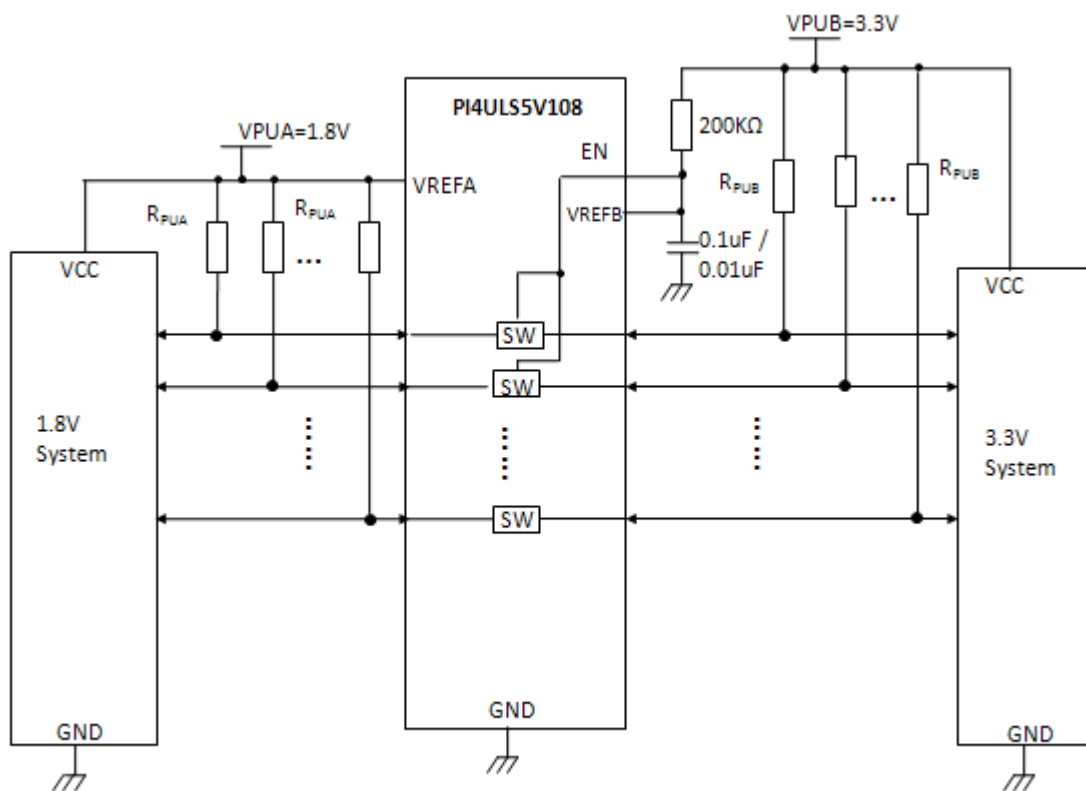 VPUB=3.3V
PI4ULS5V108
200KΩ
VPUA=1.8V
EN
VREFA
RPUB
RPUB
...
RPUA
RPUA
VREFB
...
0.1uF /
0.01uF
VCC
VCC
SW
SW
1.8V
System
3.3V
System
SW
GND
GND
GND